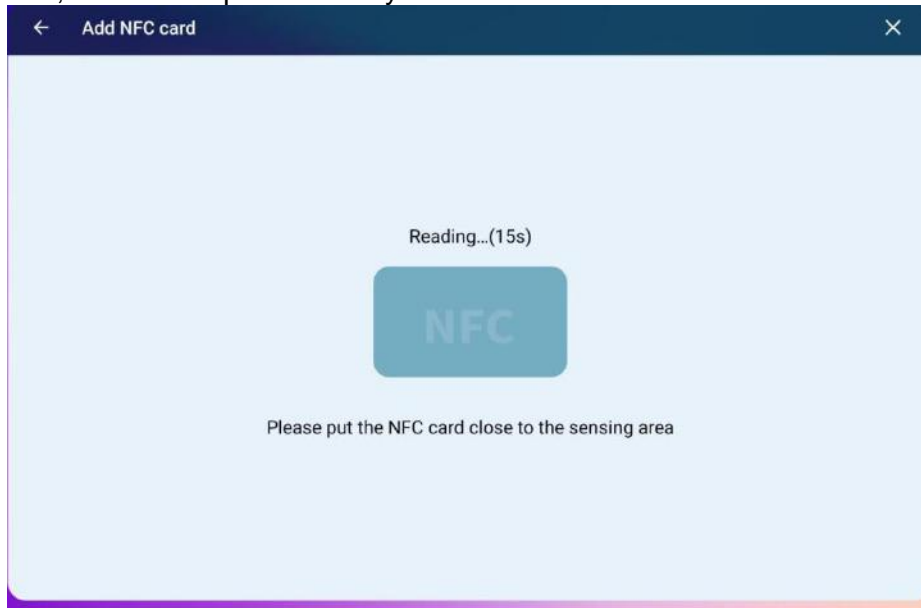 Add NFC card
Reading...(15s)
NFC
Please put the NFC card close to the sensing area